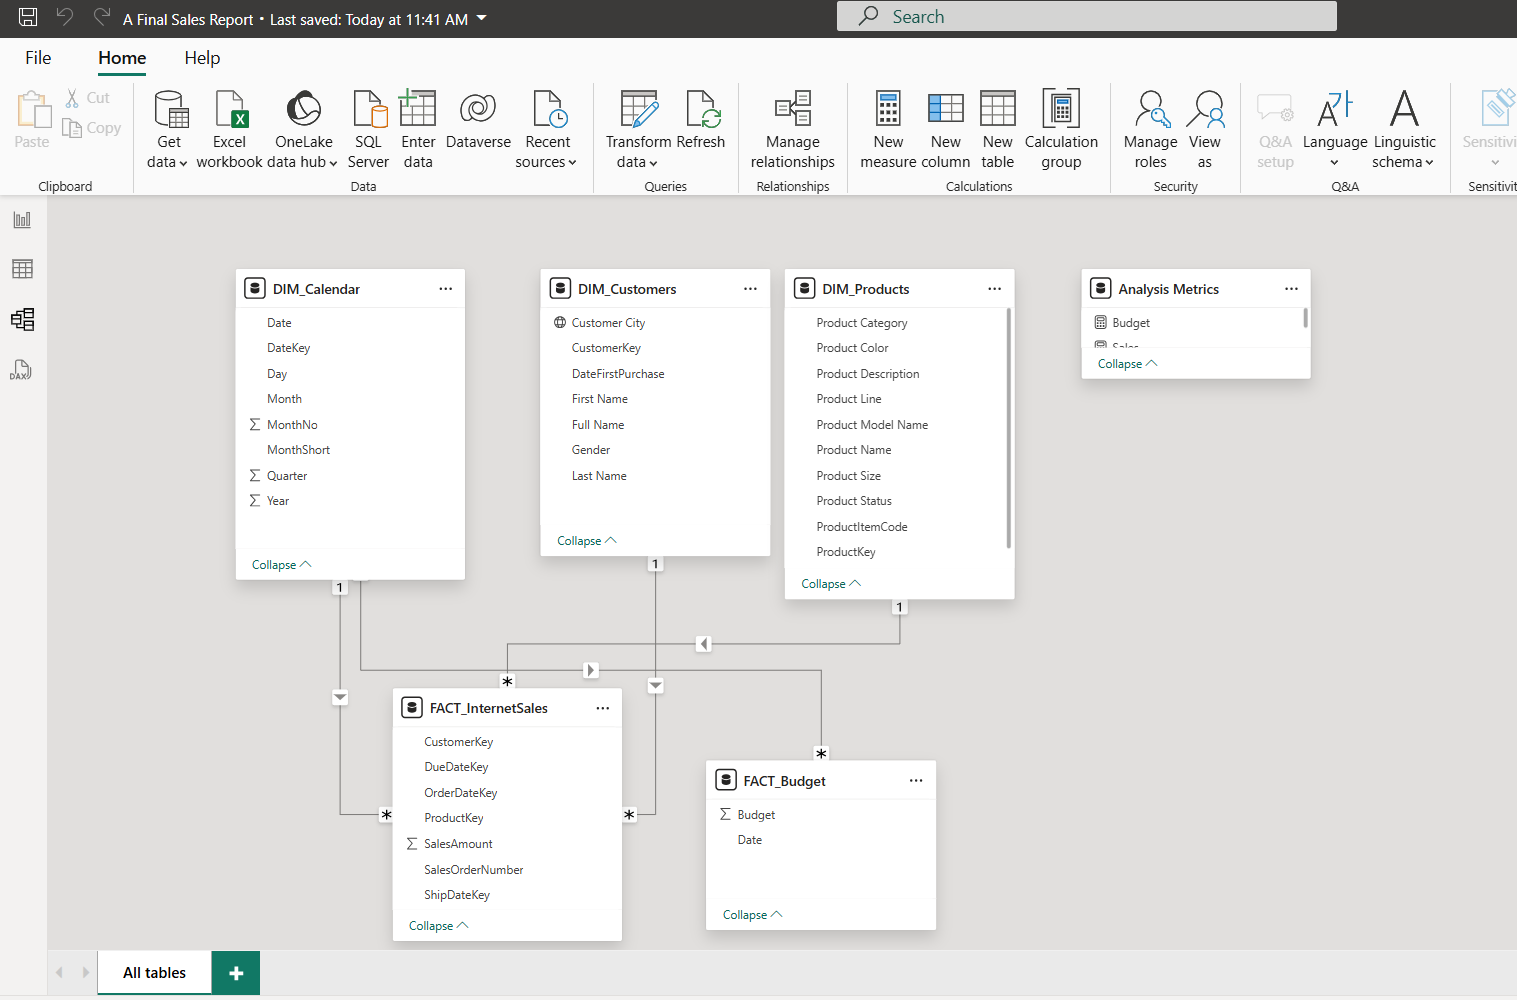 A Final Sales Report • Last saved: Today at 11:41 AM
Search
File Home Help
Paste
Cut
Copy
Clipboard
Get data
Excel workbook
OneLake data hub
SQL Server
Enter data
Dataverse
Recent sources
Data
Transform data
Refresh
Queries
Manage relationships
Relationships
New measure
New column
New table
Calculation group
Calculations
Manage roles
View as
Security
Q&A setup
Language
Linguistic schema
Q&A
Sensitivi
Sensitivit
DAX
DIM_Calendar
Date
DateKey
Day
Month
MonthNo
MonthShort
Quarter
Year
Collapse
DIM_Customers
Customer City
CustomerKey
DateFirstPurchase
First Name
Full Name
Gender
Last Name
Collapse
DIM_Products
Product Category
Product Color
Product Description
Product Line
Product Model Name
Product Name
Product Size
Product Status
ProductItemCode
ProductKey
Collapse
Analysis Metrics
Budget
Sales
Collapse
1
1
1
*
*
*
*
FACT_InternetSales
CustomerKey
DueDateKey
OrderDateKey
ProductKey
SalesAmount
SalesOrderNumber
ShipDateKey
Collapse
FACT_Budget
Budget
Date
Collapse
All tables
+